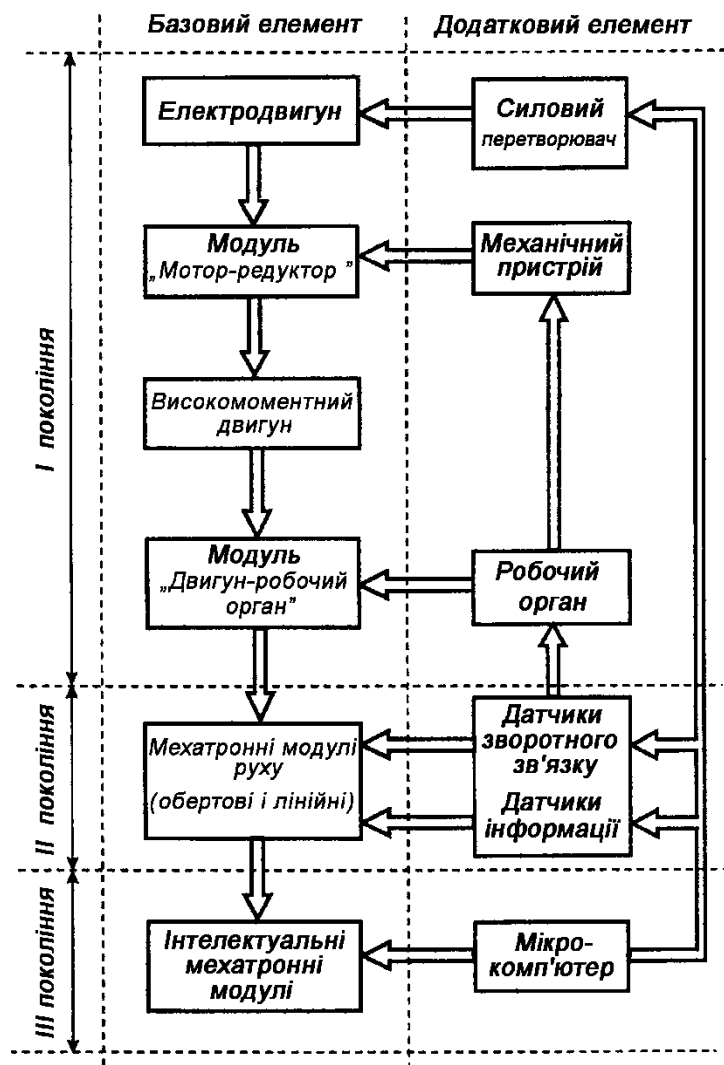 Базовий елемент
Додатковий елемент
І покоління
Електродвигун
Силовий
перетворювач
Модуль
„Мотор-редуктор ”
Механічний
пристрій
Високомоментний
двигун
Модуль
„Двигун-робочий
орган”
Робочий
орган
ІІ покоління
Мехатронні модулі
руху
(обертові і лінійні)
Датчики
зворотного
зв'язку
Датчики
інформації
ІІІ покоління
Інтелектуальні
мехатронні
модулі
Мікро-
комп'ютер